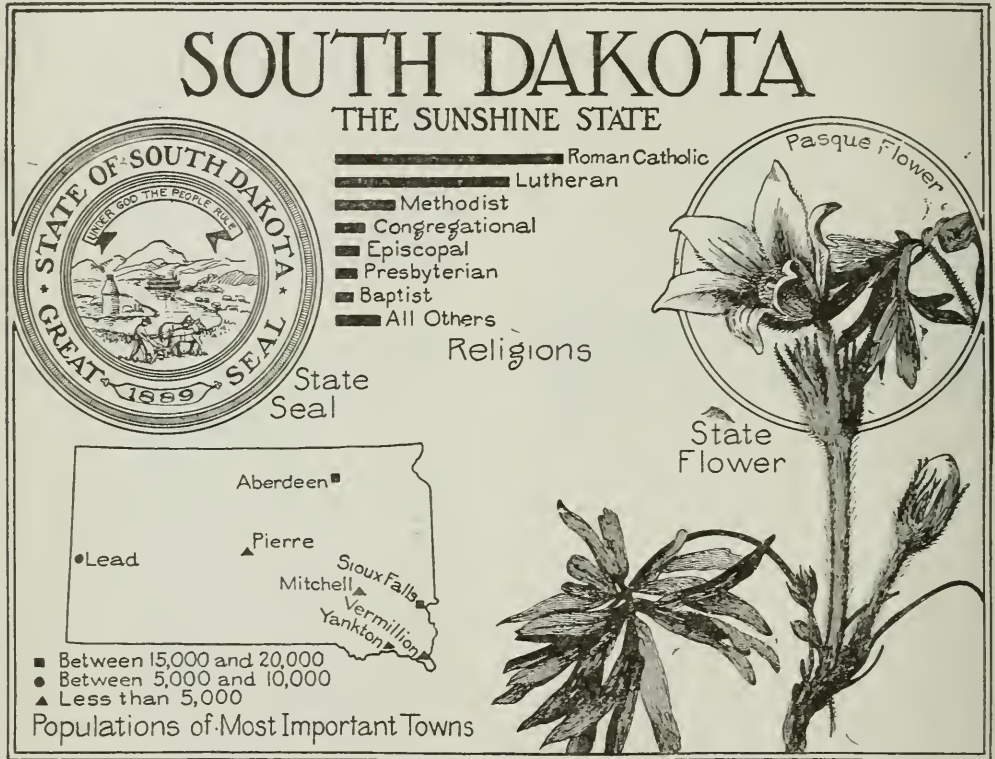 SOUTH DAKOTA
THE SUNSHINE STATE
STATE OF SOUTH DAKOTA
GREAT SEAL
UNDER GOD THE PEOPLE RULE
1889
State
Seal
Roman Catholic
Lutheran
Methodist
Congregational
Episcopal
Presbyterian
Baptist
All Others
Religions
Pasque Flower
State
Flower
Aberdeen
Pierre
Lead
Sioux Falls
Mitchell
Vermillion
Yankton
Between 15,000 and 20,000
Between 5,000 and 10,000
Less than 5,000
Populations of Most Important Towns